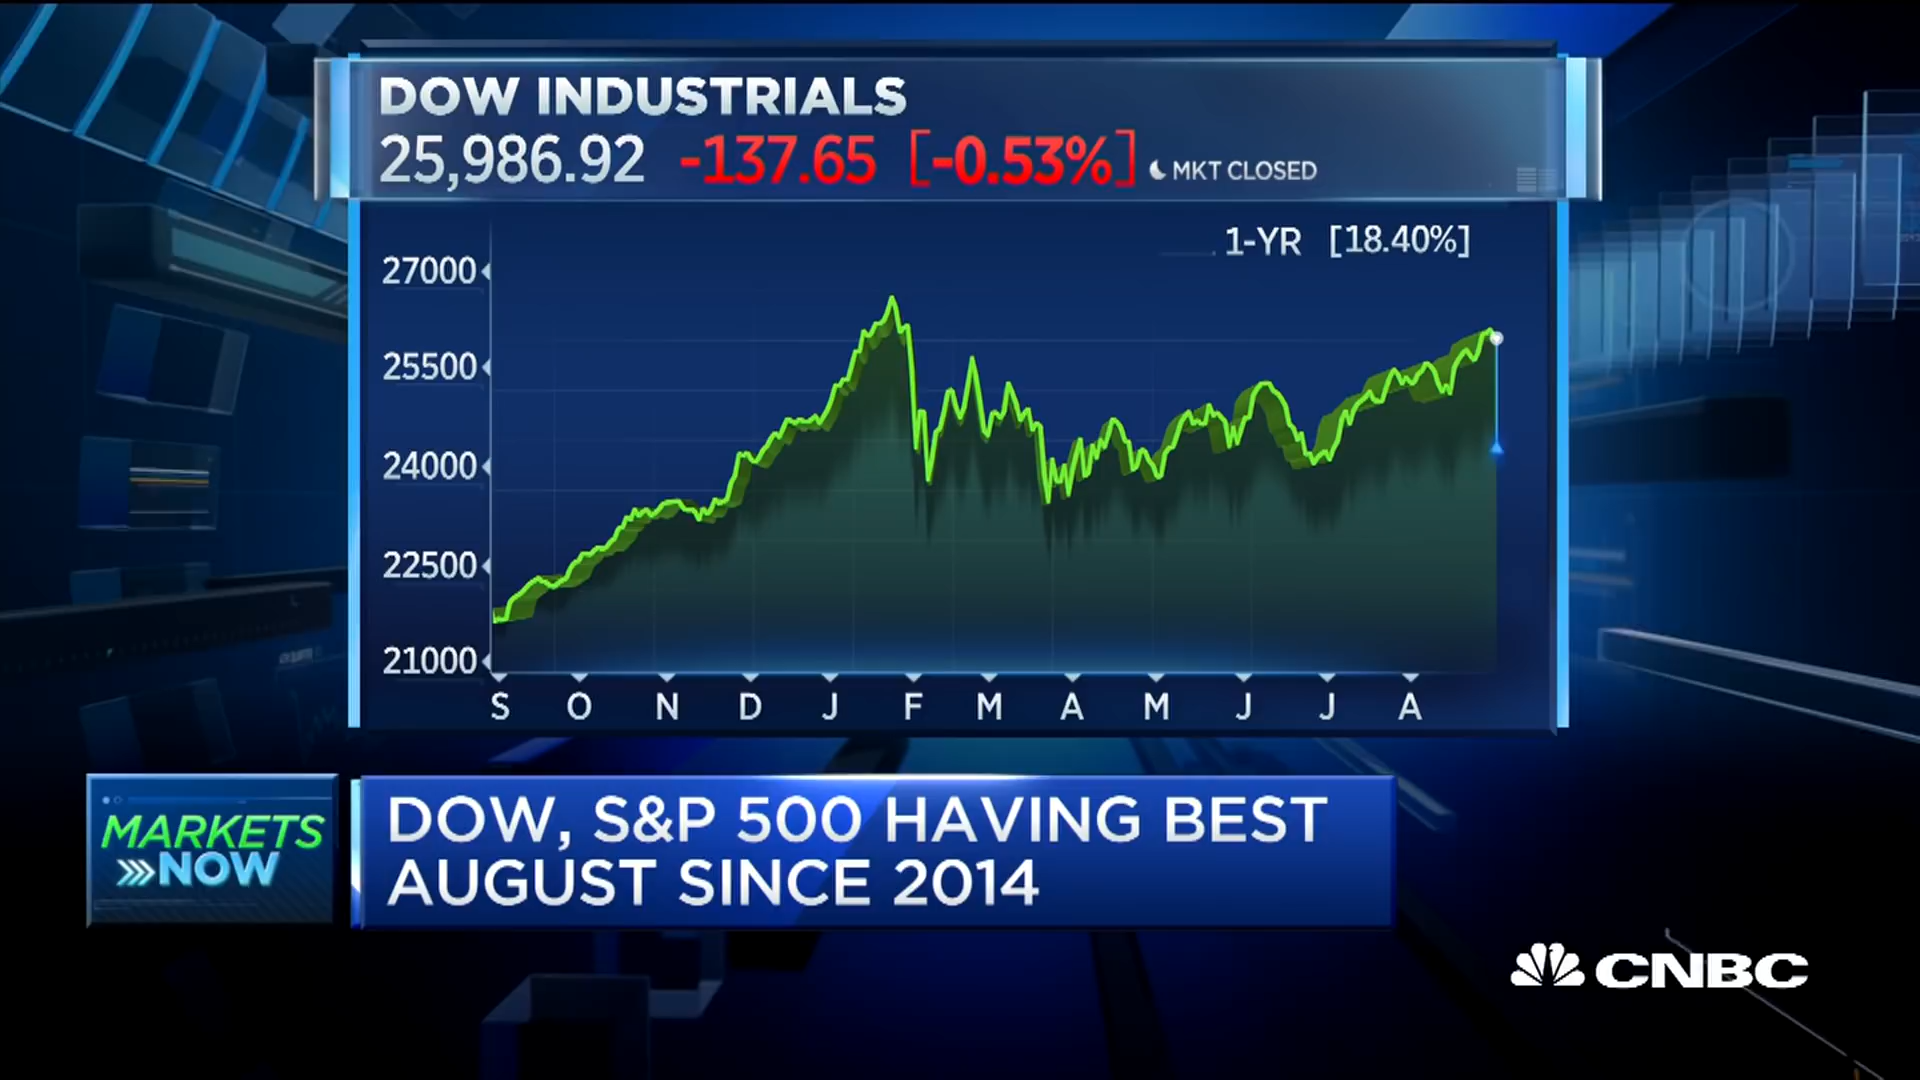 DOW INDUSTRIALS
25,986.92 -137.65 [-0.53%] MKT CLOSED
1-YR [18.40%]
27000
25500
24000
22500
21000
S O N D J F M A M J J A
MARKETS
NOW
DOW, S&P 500 HAVING BEST
AUGUST SINCE 2014
CNBC